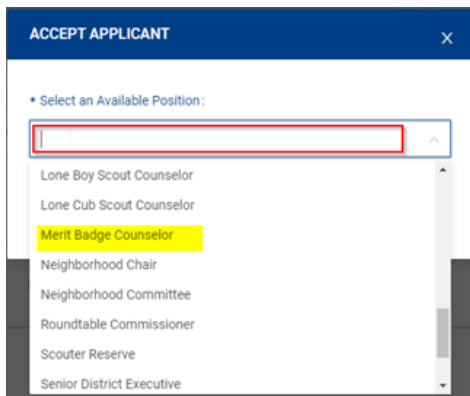 ACCEPT APPLICANT
X
* Select an Available Position:
Lone Boy Scout Counselor
Lone Cub Scout Counselor
Merit Badge Counselor
Neighborhood Chair
Neighborhood Committee
Roundtable Commissioner
Scouter Reserve
Senior District Executive